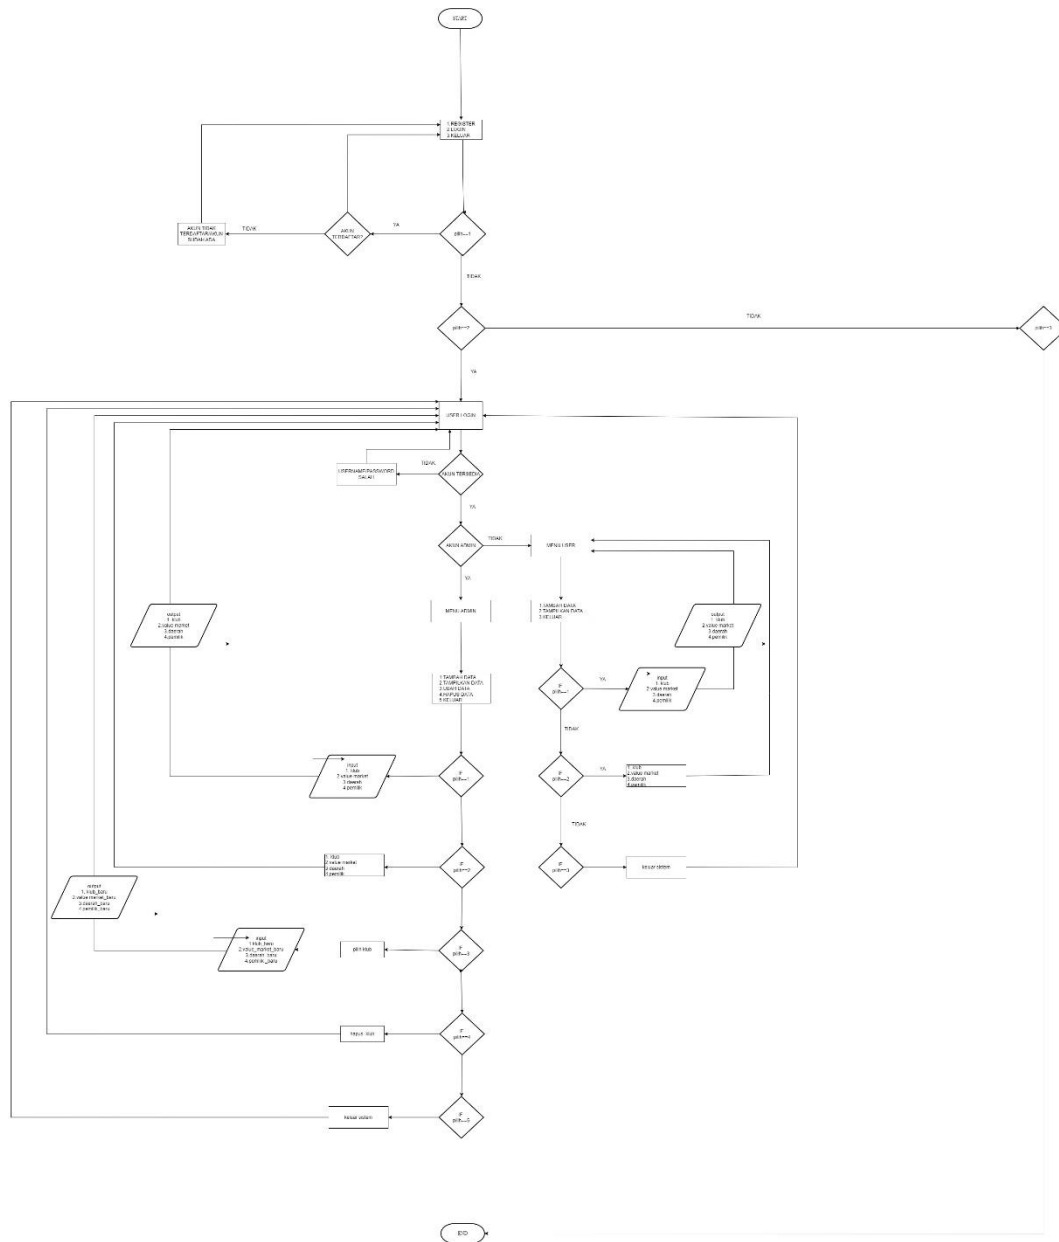 1.REGISTER
2.LOGIN
3.KELUAR
AKUN TIDAK
TERDAFTAR/AKUN
SUDAH ADA
TIDAK
AKUN
TERDAFTAR?
YA
pilih==1
TIDAK
pilih==2
TIDAK
pilih==3
YA
USER LOGIN
USERNAME/PASSWORD
SALAH
TIDAK
AKUN TERSEDIA
YA
AKUN ADMIN
TIDAK
MENU USER
YA
MENU ADMIN
output
1. klub
2.value market
3.daerah
4.pemilik
1.TAMBAH DATA
2.TAMPILKAN DATA
3.KELUAR
output
1. klub
2.value market
3.daerah
4.pemilik
1.TAMBAH DATA
2.TAMPILKAN DATA
3.UBAH DATA
4.HAPUS DATA
5.KELUAR
IF
pilih==1
YA
input
1. klub
2.value market
3.daerah
4.pemilik
TIDAK
input
1. klub
2.value market
3.daerah
4.pemilik
IF
pilih==1
IF
pilih==2
YA
1. klub
2.value market
3.daerah
4.pemilik
TIDAK
1. klub
2.value market
3.daerah
4.pemilik
IF
pilih==2
IF
pilih==3
keluar sistem
output
1. klub_baru
2.value market_baru
3.daerah_baru
4.pemilik_baru
input
1.klub_baru
2.value_market_baru
3.daerah_baru
4.pemilik_baru
pilih klub
IF
pilih==3
hapus klub
IF
pilih==4
keluar sistem
IF
pilih==5
END